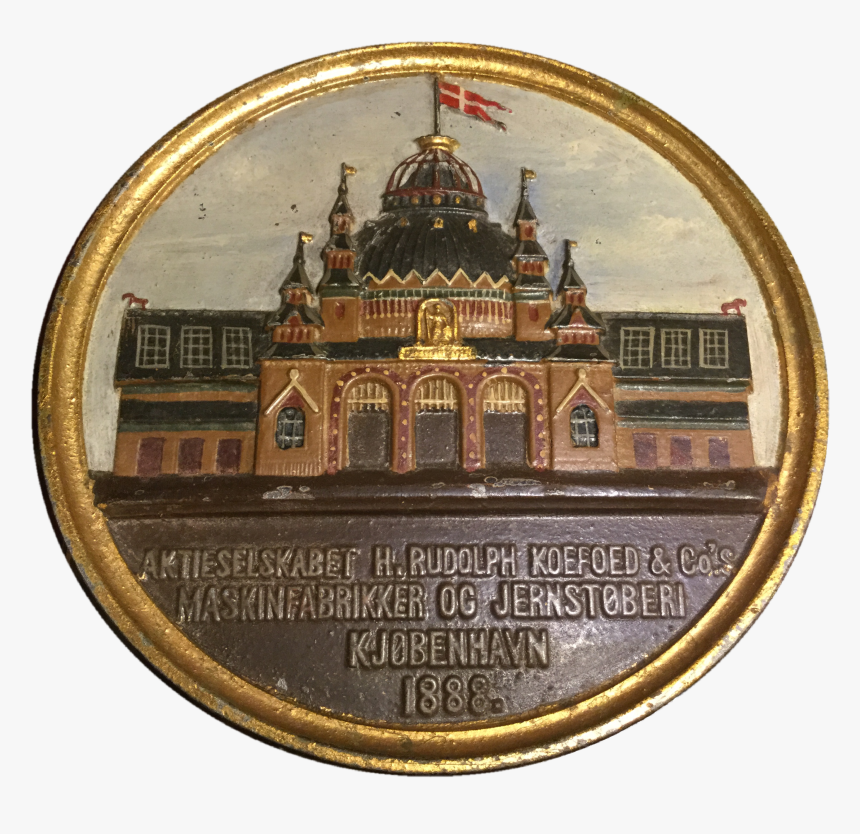 AKTIESELSKABET H. RUDOLPH KOEFOED & Co's.
MASKINFABRIKKER OG JERNSTØBERI
KJØBENHAVN
1888.